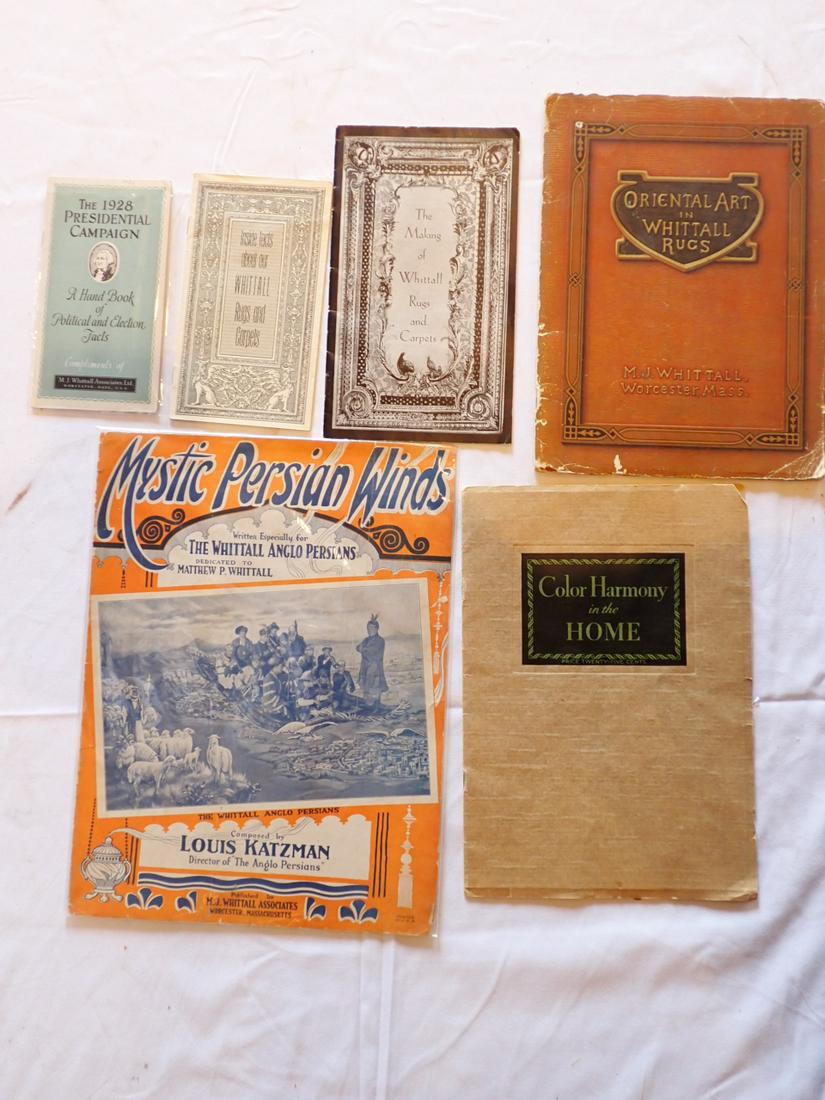 The 1928
PRESIDENTIAL
CAMPAIGN
A Hand Book
of
Political and Election
Facts
Compliments of
M. J. Whittall Associates, Ltd.
WORCESTER, MASS., U.S.A.
Inside facts
about our
WHITTALL
Rugs and
Carpets
The
Making
of
Whittall
Rugs
and
Carpets
ORIENTAL ART
IN
WHITTALL
RUGS
M.J. WHITTALL,
Worcester, Mass.
Mystic Persian Winds
Written Especially for
THE WHITTALL ANGLO PERSIANS
DEDICATED TO
MATTHEW P. WHITTALL
THE WHITTALL ANGLO PERSIANS
Composed by
LOUIS KATZMAN
Director of "The Anglo Persians"
Published by
M.J. WHITTALL ASSOCIATES
WORCESTER, MASSACHUSETTS
Color Harmony
in the
HOME
PRICE TWENTY-FIVE CENTS